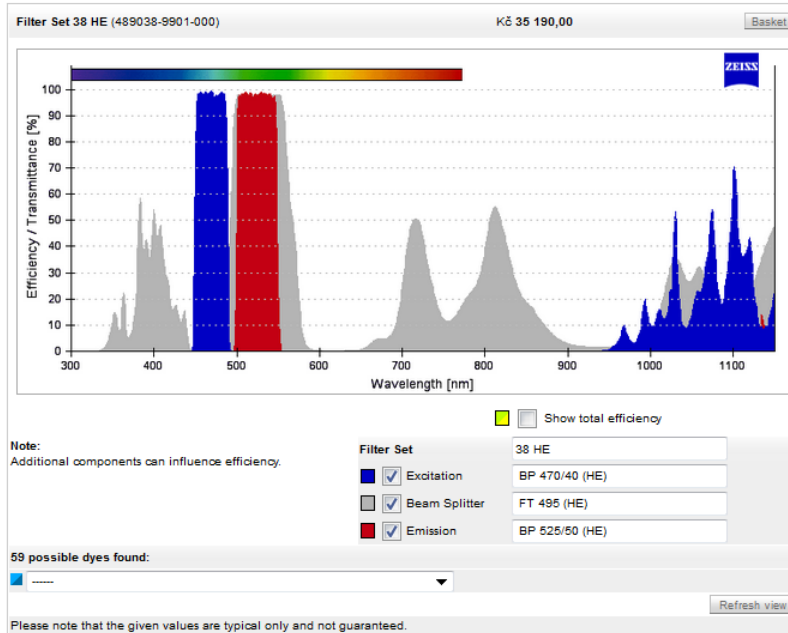 Filter Set 38 HE (489038-9901-000) Kč 35 190,00 Basket
ZEISS
Efficiency / Transmittance [%]
100
90
80
70
60
50
40
30
20
10
0
300 400 500 600 700 800 900 1000 1100
Wavelength [nm]
Show total efficiency
Note:
Additional components can influence efficiency.
Filter Set 38 HE
Excitation BP 470/40 (HE)
Beam Splitter FT 495 (HE)
Emission BP 525/50 (HE)
59 possible dyes found:
------
Refresh view
Please note that the given values are typical only and not guaranteed.